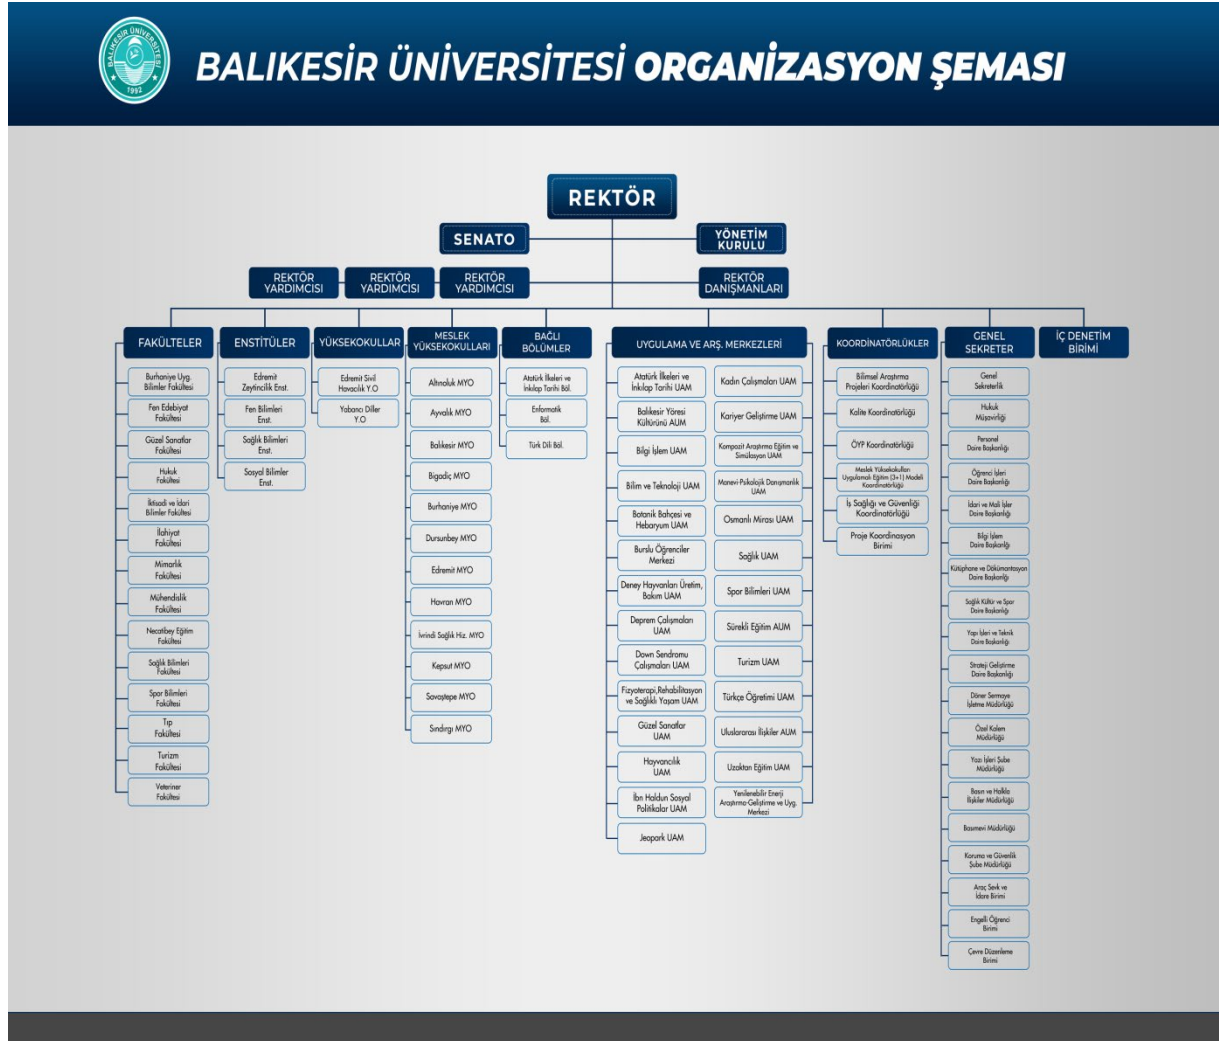 BALIKESİR ÜNİVERSİTESİ
1992
BALIKESİR ÜNİVERSİTESİ ORGANİZASYON ŞEMASI
REKTÖR
SENATO
YÖNETİM
KURULU
REKTÖR
YARDIMCISI
REKTÖR
YARDIMCISI
REKTÖR
YARDIMCISI
REKTÖR
DANIŞMANLARI
FAKÜLTELER
Burhaniye Uyg.
Bilimler Fakültesi
Fen Edebiyat
Fakültesi
Güzel Sanatlar
Fakültesi
Hukuk
Fakültesi
İktisadi ve İdari
Bilimler Fakültesi
İlahiyat
Fakültesi
Mimarlık
Fakültesi
Mühendislik
Fakültesi
Necatibey Eğitim
Fakültesi
Sağlık Bilimleri
Fakültesi
Spor Bilimleri
Fakültesi
Tıp
Fakültesi
Turizm
Fakültesi
Veteriner
Fakültesi
ENSTİTÜLER
Edremit
Zeytincilik Enst.
Fen Bilimleri
Enst.
Sağlık Bilimleri
Enst.
Sosyal Bilimler
Enst.
YÜKSEKOKULLAR
Edremit Sivil
Havacılık Y.O
Yabancı Diller
Y.O
MESLEK
YÜKSEKOKULLARI
Altınoluk MYO
Ayvalık MYO
Balıkesir MYO
Bigadiç MYO
Burhaniye MYO
Dursunbey MYO
Edremit MYO
Havran MYO
İvrindi Sağlık Hiz. MYO
Kepsut MYO
Savaştepe MYO
Sındırgı MYO
BAĞLI
BÖLÜMLER
Atatürk İlkeleri ve
İnkılap Tarihi Böl.
Enformatik
Böl.
Türk Dili Böl.
UYGULAMA VE ARŞ. MERKEZLERİ
Atatürk İlkeleri ve
İnkılap Tarihi UAM
Balıkesir Yöresi
Kültürünü AUM
Bilgi İşlem UAM
Bilim ve Teknoloji UAM
Botanik Bahçesi ve
Hebaryum UAM
Burslu Öğrenciler
Merkezi
Deney Hayvanları Üretim,
Bakım UAM
Deprem Çalışmaları
UAM
Down Sendromu
Çalışmaları UAM
Fizyoterapi,Rehabilitasyon
ve Sağlıklı Yaşam UAM
Güzel Sanatlar
UAM
Hayvancılık
UAM
İbn Haldun Sosyal
Politikalar UAM
Jeopark UAM
Kadın Çalışmaları UAM
Kariyer Geliştirme UAM
Kompozit Araştırma Eğitim ve
Simülasyon UAM
Manevi-Psikolojik Danışmanlık
UAM
Osmanlı Mirası UAM
Sağlık UAM
Spor Bilimleri UAM
Sürekli Eğitim AUM
Turizm UAM
Türkçe Öğretimi UAM
Uluslararası İlişkiler AUM
Uzaktan Eğitim UAM
Yenilenebilir Enerji
Araştırma-Geliştirme ve Uyg.
Merkezi
KOORDİNATÖRLÜKLER
Bilimsel Araştırma
Projeleri Koordinatörlüğü
Kalite Koordinatörlüğü
ÖYP Koordinatörlüğü
Meslek Yüksekokulları
Uygulamalı Eğitim (3+1) Modeli
Koordinatörlüğü
İş Sağlığı ve Güvenliği
Koordinatörlüğü
Proje Koordinasyon
Birimi
GENEL
SEKRETER
Genel
Sekreterlik
Hukuk
Müşavirliği
Personel
Daire Başkanlığı
Öğrenci İşleri
Daire Başkanlığı
İdari ve Mali İşler
Daire Başkanlığı
Bilgi İşlem
Daire Başkanlığı
Kütüphane ve Dökümantasyon
Daire Başkanlığı
Sağlık Kültür ve Spor
Daire Başkanlığı
Yapı İşleri ve Teknik
Daire Başkanlığı
Strateji Geliştirme
Daire Başkanlığı
Döner Sermaye
İşletme Müdürlüğü
Özel Kalem
Müdürlüğü
Yazı İşleri Şube
Müdürlüğü
Basın ve Halkla
İlişkiler Müdürlüğü
Basımevi Müdürlüğü
Koruma ve Güvenlik
Şube Müdürlüğü
Araç Sevk ve
İdare Birimi
Engelli Öğrenci
Birimi
Çevre Düzenleme
Birimi
İÇ DENETİM
BİRİMİ